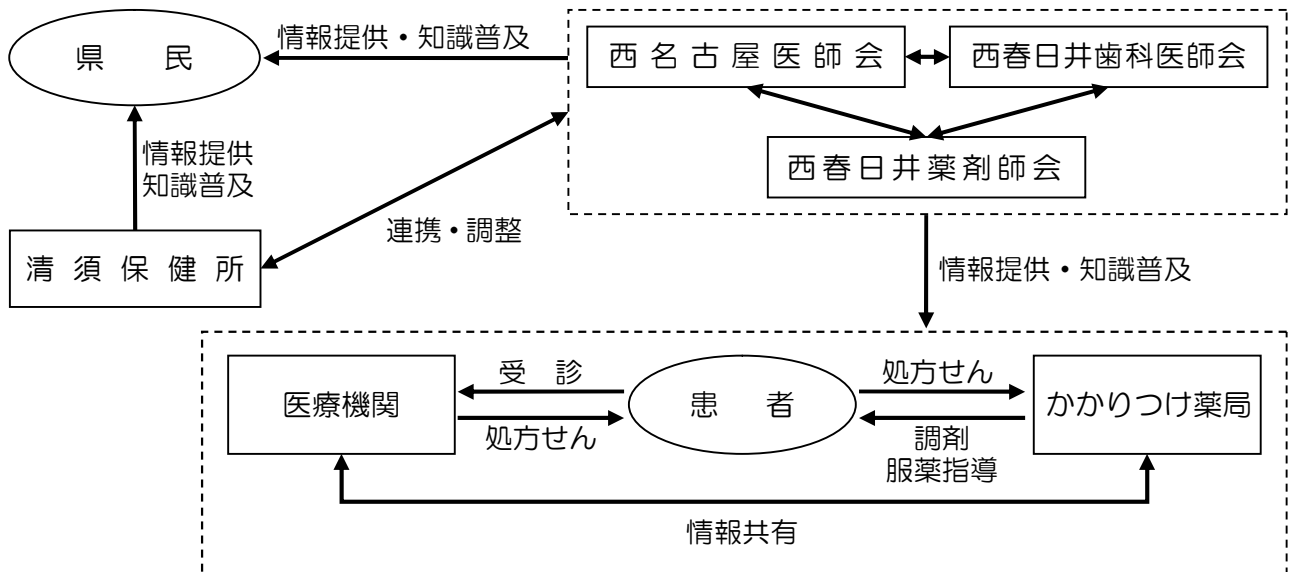 県　民
情報提供・知識普及
西名古屋医師会
西春日井歯科医師会
西春日井薬剤師会
情報提供
知識普及
連携・調整
清須保健所
情報提供・知識普及
医療機関
受　診
処方せん
患　者
処方せん
調剤
服薬指導
かかりつけ薬局
情報共有